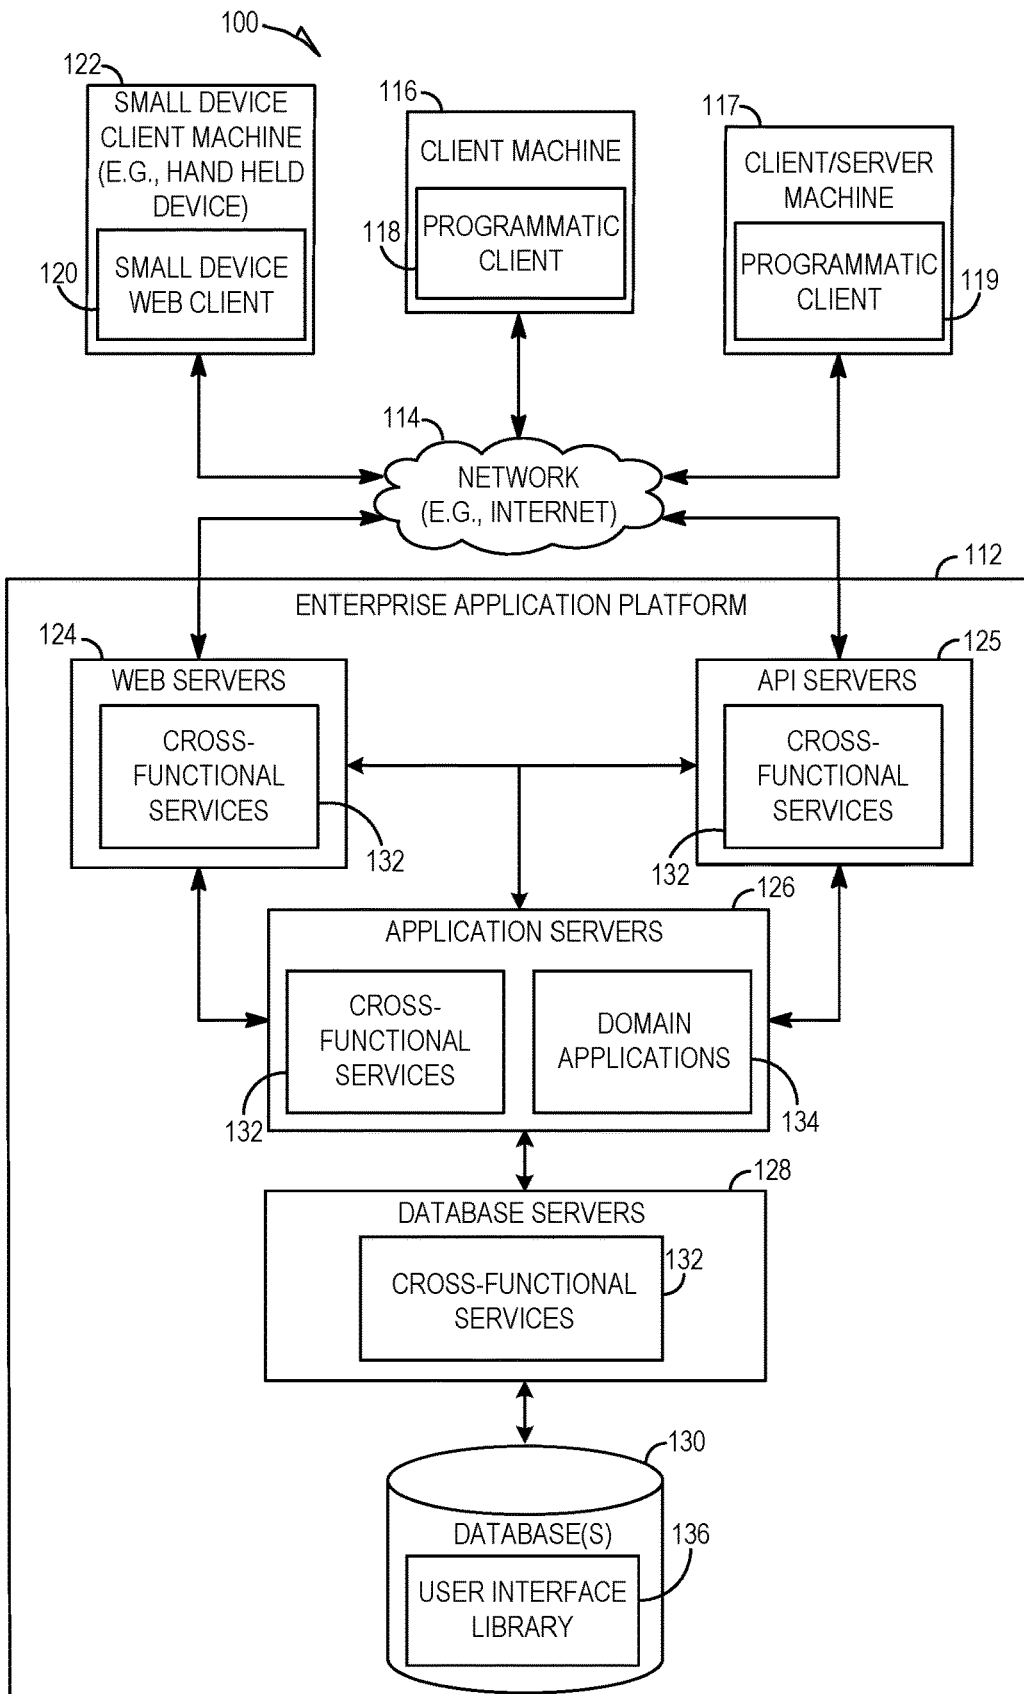 100
122
SMALL DEVICE
CLIENT MACHINE
(E.G., HAND HELD
DEVICE)
120
SMALL DEVICE
WEB CLIENT
116
CLIENT MACHINE
118
PROGRAMMATIC
CLIENT
117
CLIENT/SERVER
MACHINE
PROGRAMMATIC
CLIENT
119
114
NETWORK
(E.G., INTERNET)
112
ENTERPRISE APPLICATION PLATFORM
124
WEB SERVERS
CROSS-
FUNCTIONAL
SERVICES
132
125
API SERVERS
CROSS-
FUNCTIONAL
SERVICES
132
126
APPLICATION SERVERS
CROSS-
FUNCTIONAL
SERVICES
132
DOMAIN
APPLICATIONS
134
128
DATABASE SERVERS
CROSS-FUNCTIONAL
SERVICES
132
130
DATABASE(S)
136
USER INTERFACE
LIBRARY